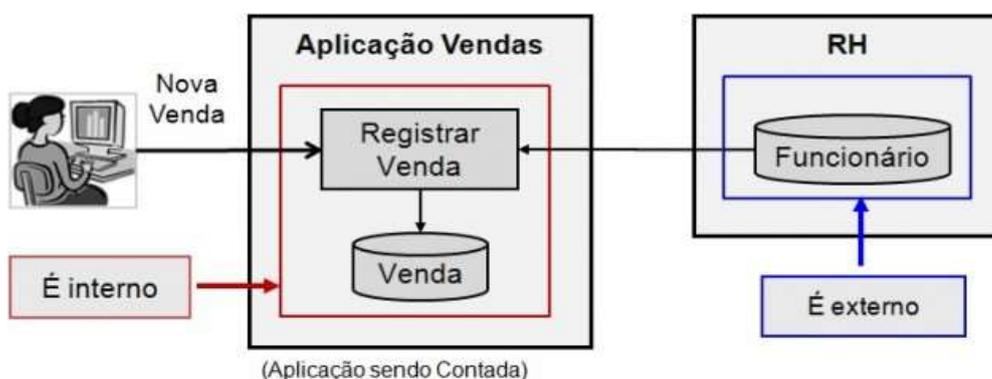 Aplicação Vendas
RH
Nova
Venda
Registrar
Venda
Funcionário
Venda
É interno
É externo
(Aplicação sendo Contada)